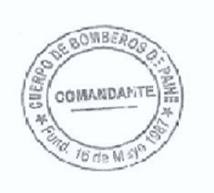 CUERPO DE BOMBEROS DE PAINE
COMANDANTE
Fund. 16 de Mayo 1987